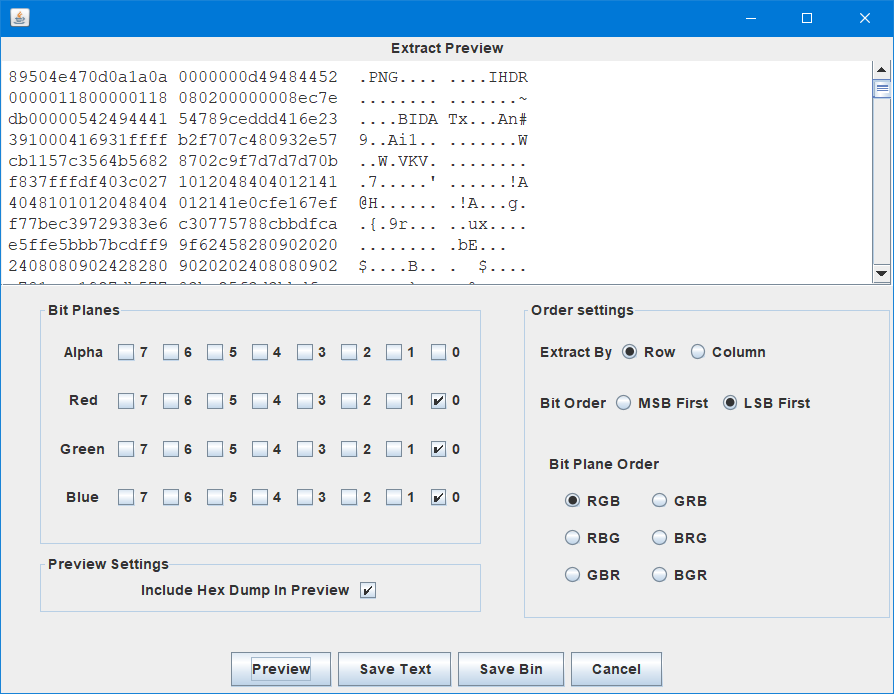 Extract Preview
89504e470d0a1a0a 0000000d49484452 .PNG.... ....IHDR
0000011800000118 080200000008ec7e ........ .......~
db00000542494441 54789ceddd416e23 ....BIDA Tx...An#
391000416931ffff b2f707c480932e57 9..Ai1.. .......W
cb1157c3564b5682 8702c9f7d7d7d70b ..W.VKV. ........
f837fffdf403c027 1012048404012141 .7.....' ......!A
4048101012048404 012141e0cfe167ef @H...... .!A...g.
f77bec39729383e6 c30775788cbbdfca .{.9r... ..ux....
e5ffe5bbb7bcdff9 9f62458280902020 ........ .bE...
2408080902428280 9020202408080902 $....B.. . $....
Bit Planes
Alpha 7 6 5 4 3 2 1 0
Red 7 6 5 4 3 2 1 0
Green 7 6 5 4 3 2 1 0
Blue 7 6 5 4 3 2 1 0
Preview Settings
Include Hex Dump In Preview
Order settings
Extract By Row Column
Bit Order MSB First LSB First
Bit Plane Order
RGB GRB
RBG BRG
GBR BGR
Preview Save Text Save Bin Cancel